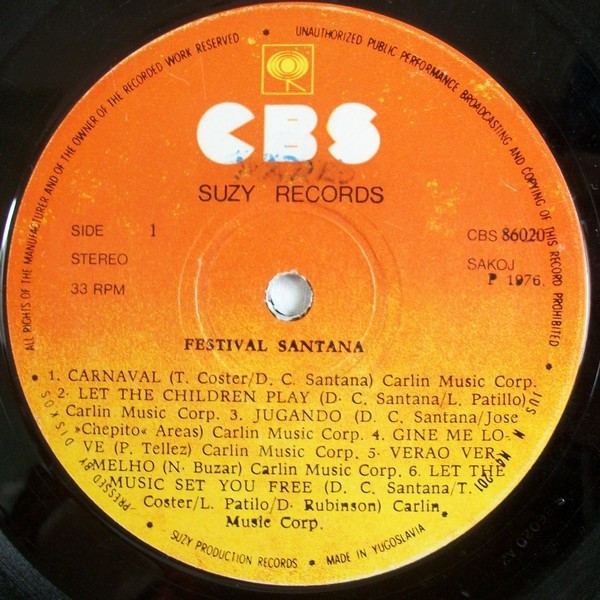 ALL RIGHTS OF THE MANUFACTURER AND OF THE OWNER OF THE RECORDED WORK RESERVED • UNAUTHORIZED PUBLIC PERFORMANCE BROADCASTING AND COPYING OF THIS RECORD PROHIBITED
CBS
SUZY RECORDS
SIDE 1
STEREO
33 RPM
CBS 86020
SAKOJ
P 1976.
FESTIVAL SANTANA
1. CARNAVAL (T. Coster/D. C. Santana) Carlin Music Corp.
2. LET THE CHILDREN PLAY (D. C. Santana/L. Patillo)
Carlin Music Corp. 3. JUGANDO (D. C. Santana/Jose
»Chepito« Areas) Carlin Music Corp. 4. GINE ME LO-
VE (P. Tellez) Carlin Music Corp. 5. VERAO VER-
MELHO (N. Buzar) Carlin Music Corp. 6. LET THE
MUSIC SET YOU FREE (D. C. Santana/T.
Coster/L. Patilo/D. Rubinson) Carlin
Music Corp.
PRESSED BY DISKOS
• SUZY PRODUCTION RECORDS • MADE IN YUGOSLAVIA •